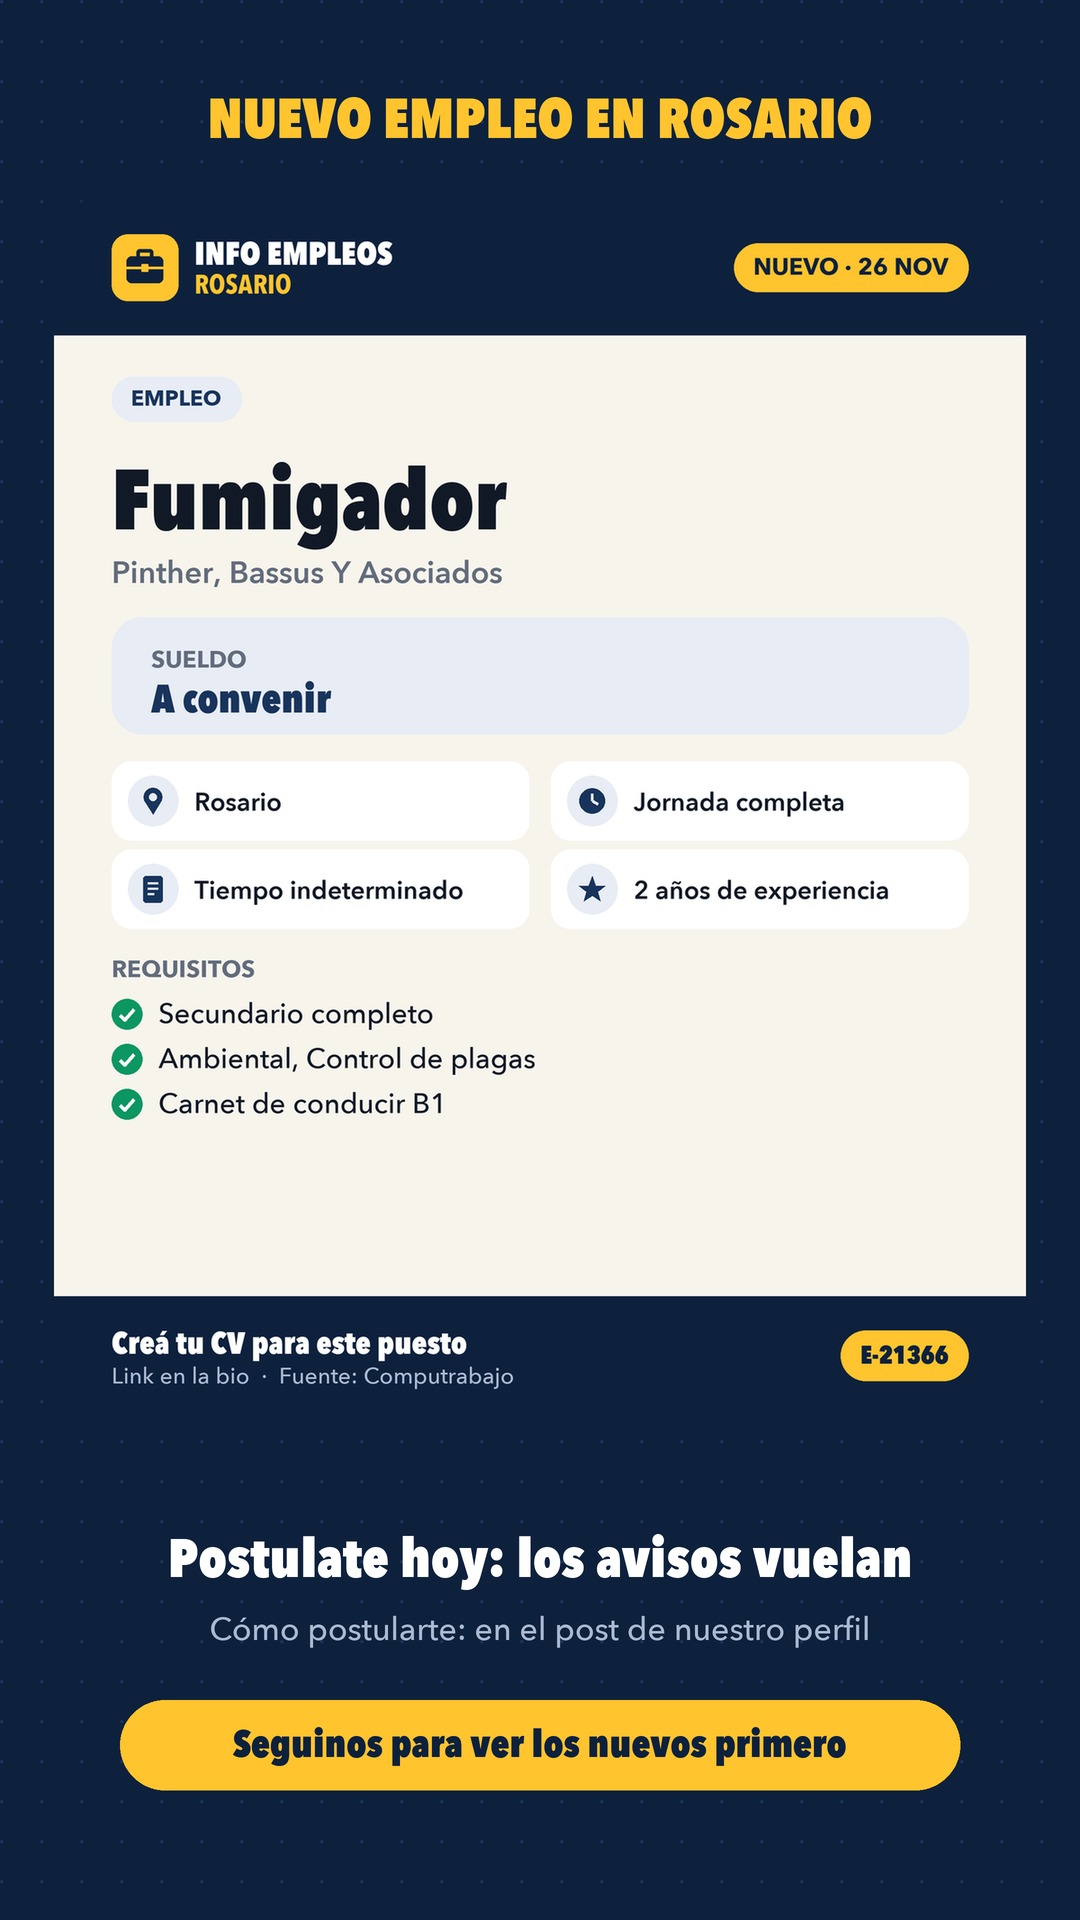 NUEVO EMPLEO EN ROSARIO
INFO EMPLEOS
ROSARIO
NUEVO · 26 NOV
EMPLEO
Fumigador
Pinther, Bassus Y Asociados
SUELDO
A convenir
Rosario
Jornada completa
Tiempo indeterminado
2 años de experiencia
REQUISITOS
Secundario completo
Ambiental, Control de plagas
Carnet de conducir B1
Creá tu CV para este puesto
Link en la bio · Fuente: Computrabajo
E-21366
Postulate hoy: los avisos vuelan
Cómo postularte: en el post de nuestro perfil
Seguinos para ver los nuevos primero